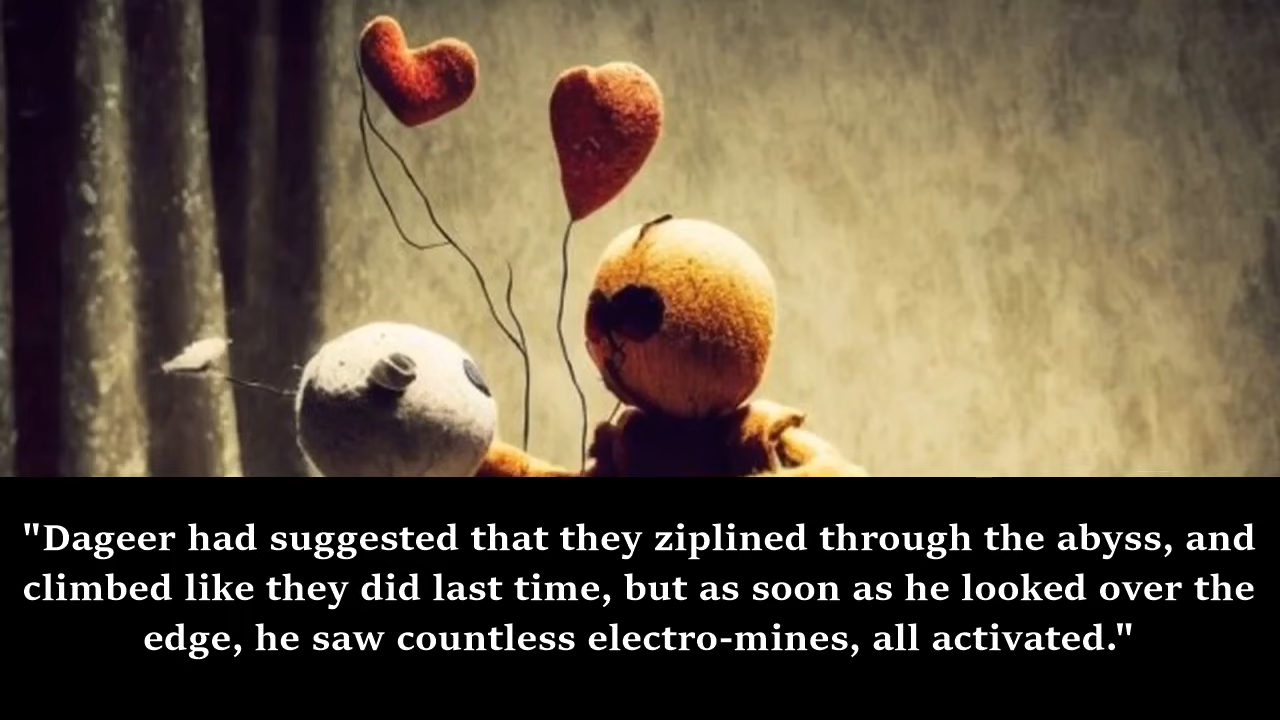 "Dageer had suggested that they ziplined through the abyss, and
climbed like they did last time, but as soon as he looked over the
edge, he saw countless electro-mines, all activated."